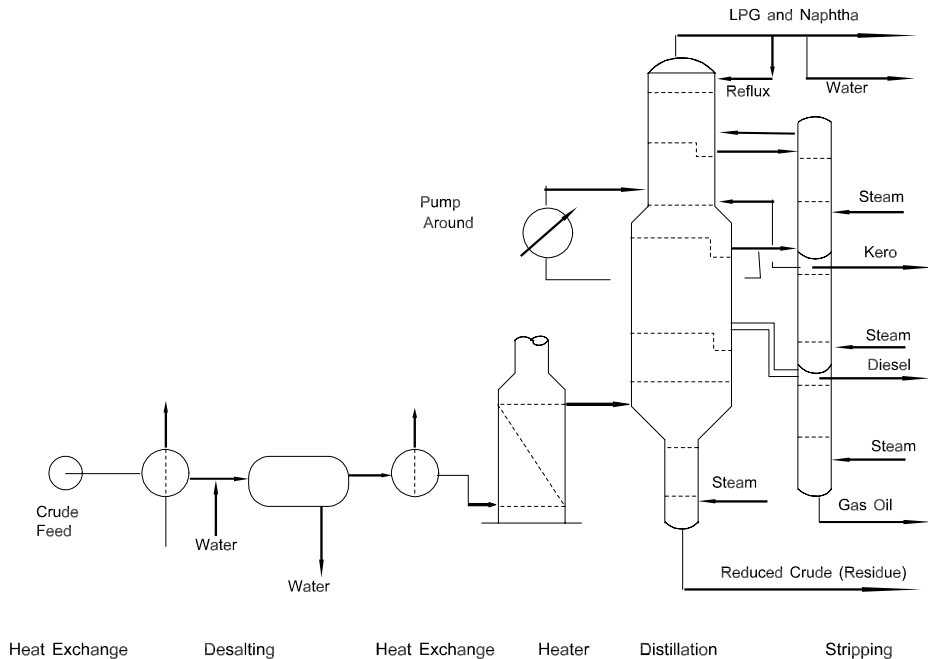 LPG and Naphtha
Reflux
Water
Pump
Around
Steam
Kero
Steam
Diesel
Steam
Gas Oil
Steam
Crude
Feed
Water
Water
Reduced Crude (Residue)
Heat Exchange
Desalting
Heat Exchange
Heater
Distillation
Stripping